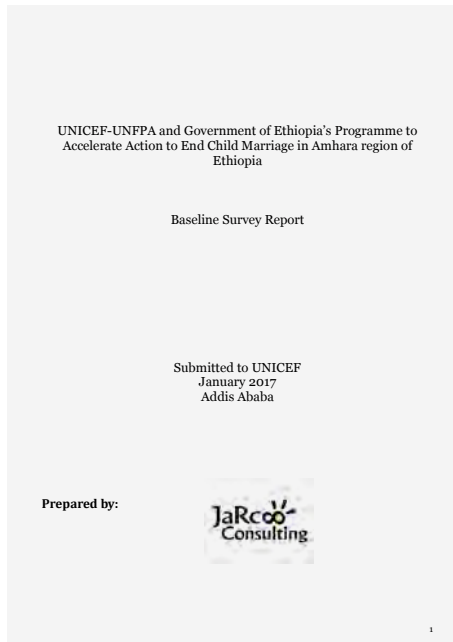 UNICEF-UNFPA and Government of Ethiopia’s Programme to
Accelerate Action to End Child Marriage in Amhara region of
Ethiopia
Baseline Survey Report
Submitted to UNICEF
January 2017
Addis Ababa
Prepared by:
JaRco
Consulting
1